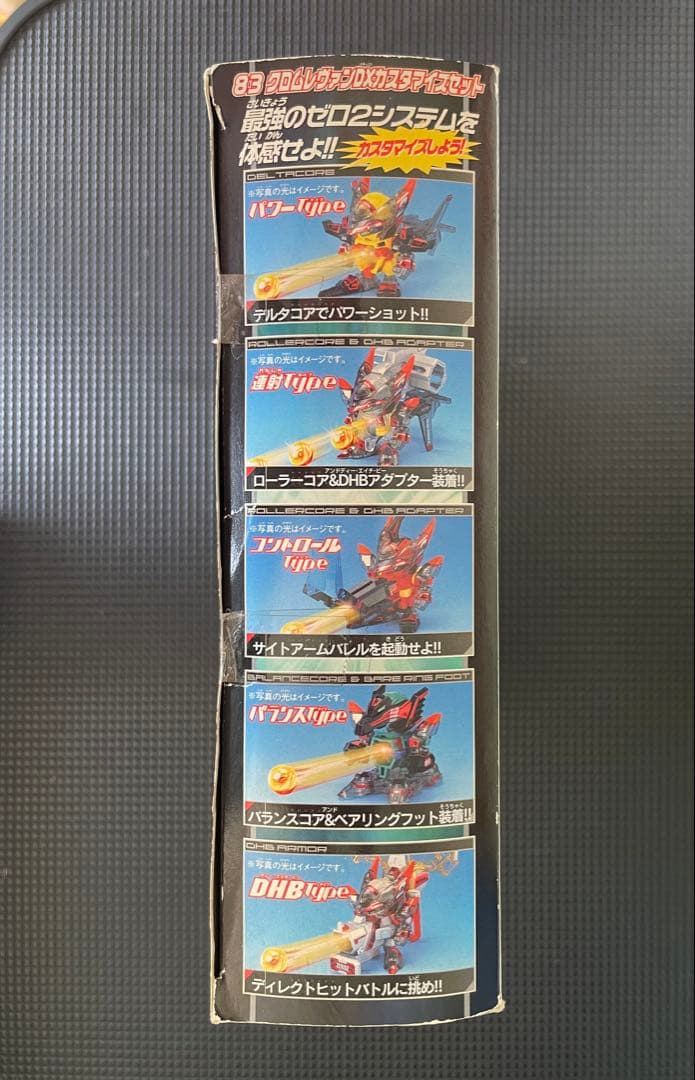 83 クロムレヴァンDXカスタマイズセット
さいきょう
最強のゼロ2システムを
たいかん
体感せよ!! カスタマイズしよう!
DELTACORE
※写真の光はイメージです。
パワーType
デルタコアでパワーショット!!
ROLLERCORE & DHB ADAPTER
※写真の光はイメージです。
連射Type
アンドディー・エイチ・ビー そうちゃく
ローラーコア&DHBアダプター装着!!
ROLLERCORE & DHB ADAPTER
※写真の光はイメージです。
コントロール
Type
きどう
サイトアームバレルを起動せよ!!
BALANCECORE & BARE RING FOOT
※写真の光はイメージです。
バランスType
アンド そうちゃく
バランスコア&ベアリングフット装着!!
DHB ARMOR
※写真の光はイメージです。
DHBType
いど
ディレクトヒットバトルに挑め!!